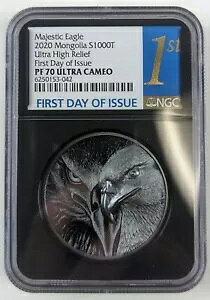 Majestic Eagle
2020 Mongolia S1000T
Ultra High Relief
First Day of Issue
PF 70 ULTRA CAMEO
6250153-042
1st
FIRST DAY OF ISSUE
NGC